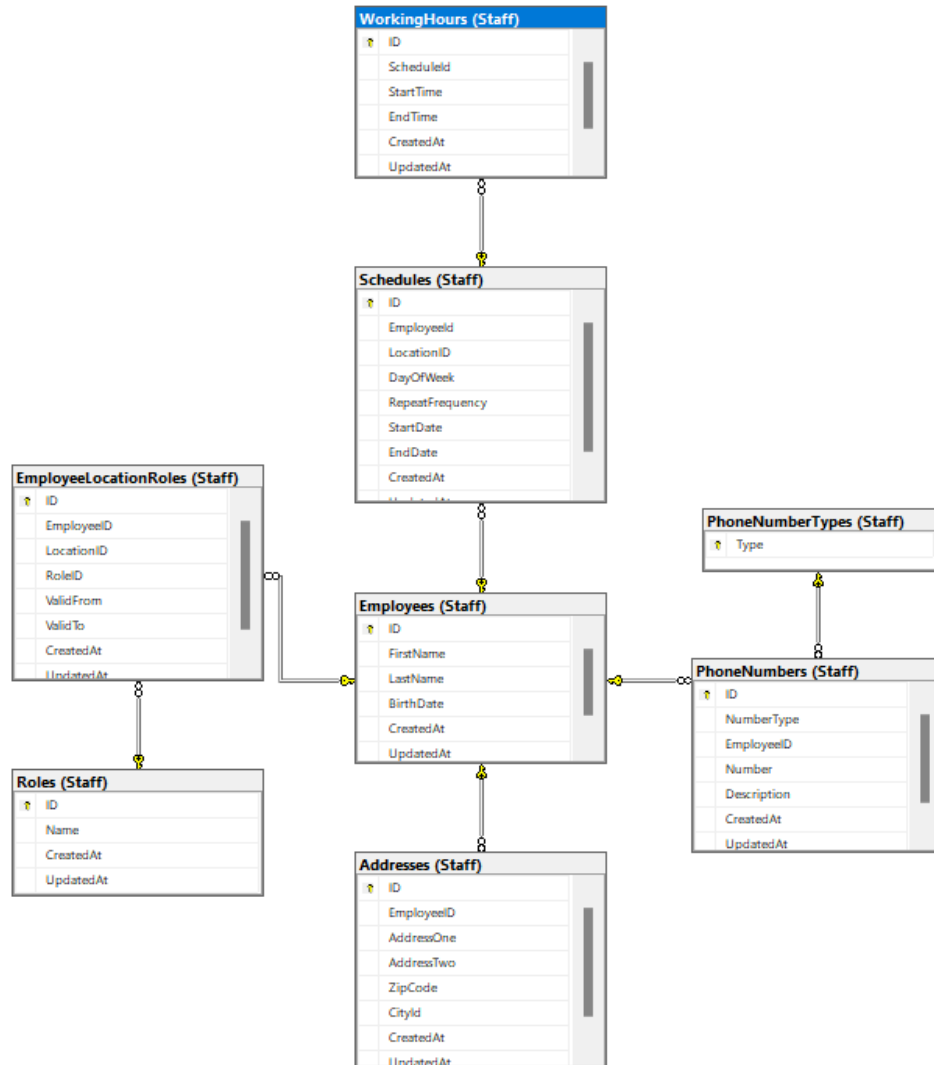 WorkingHours (Staff)
ID
ScheduleId
StartTime
EndTime
CreatedAt
UpdatedAt
Schedules (Staff)
ID
EmployeeId
LocationID
DayOfWeek
RepeatFrequency
StartDate
EndDate
CreatedAt
EmployeeLocationRoles (Staff)
ID
EmployeeID
LocationID
RoleID
ValidFrom
ValidTo
CreatedAt
UpdatedAt
PhoneNumberTypes (Staff)
Type
Employees (Staff)
ID
FirstName
LastName
BirthDate
CreatedAt
UpdatedAt
PhoneNumbers (Staff)
ID
NumberType
EmployeeID
Number
Description
CreatedAt
UpdatedAt
Roles (Staff)
ID
Name
CreatedAt
UpdatedAt
Addresses (Staff)
ID
EmployeeID
AddressOne
AddressTwo
ZipCode
CityId
CreatedAt
UpdatedAt